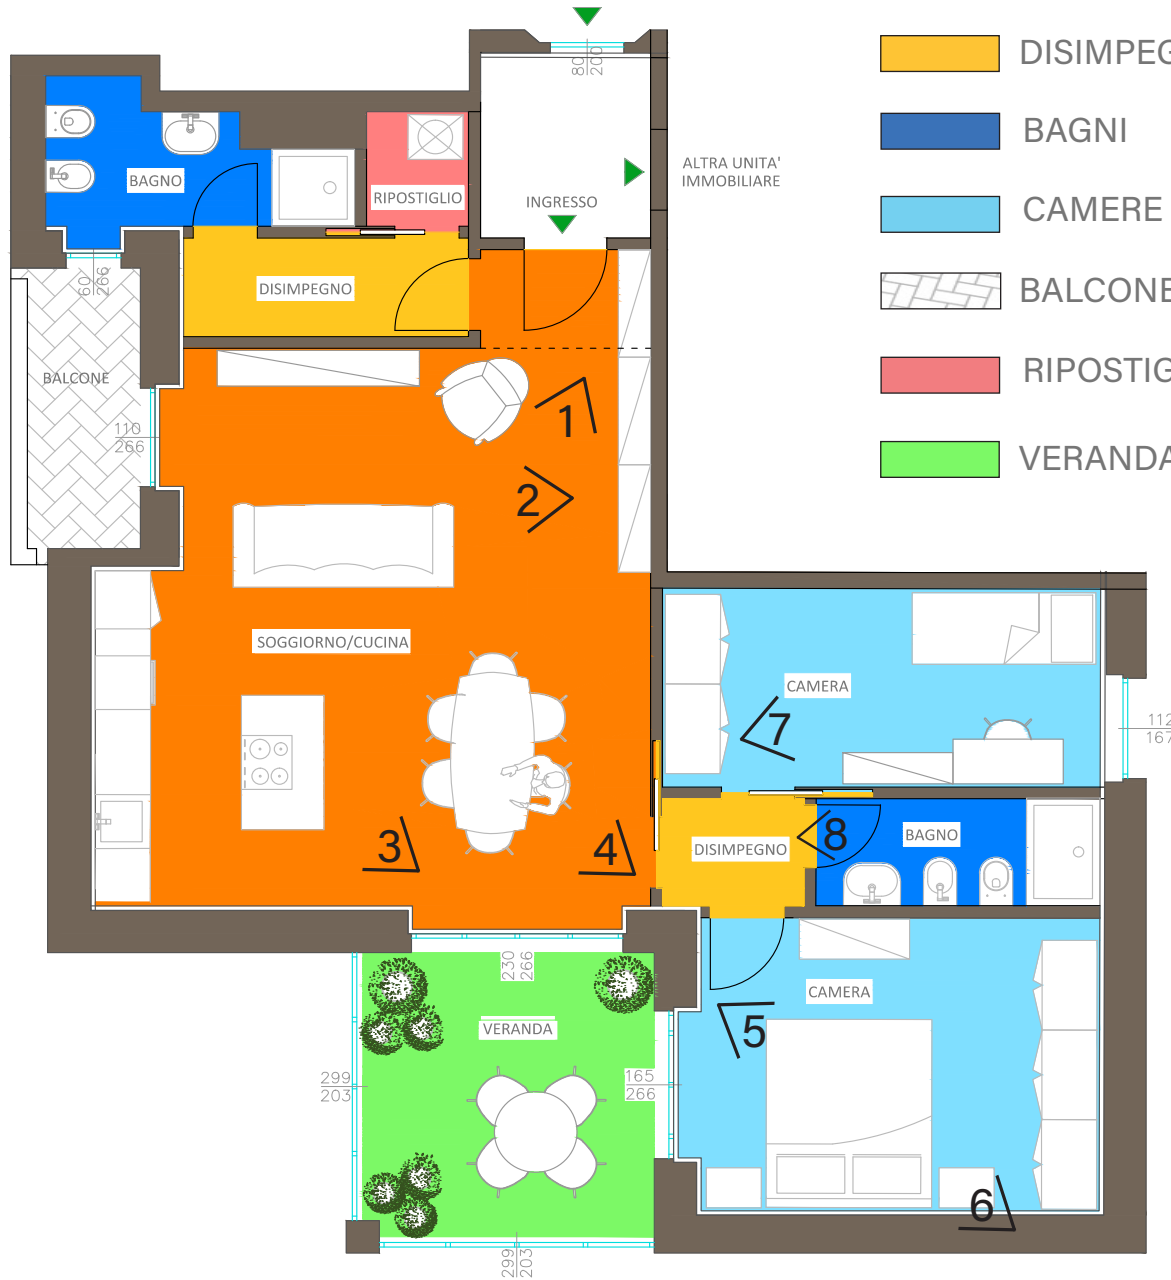 80
200
DISIMPEG
BAGNI
CAMERE
BALCONE
RIPOSTIG
VERANDA
ALTRA UNITA'
IMMOBILIARE
BAGNO
RIPOSTIGLIO
INGRESSO
60
266
DISIMPEGNO
BALCONE
110
266
1
2
SOGGIORNO/CUCINA
CAMERA
7
112
167
3
4
DISIMPEGNO
8
BAGNO
230
266
CAMERA
VERANDA
5
299
203
165
266
6
299
203